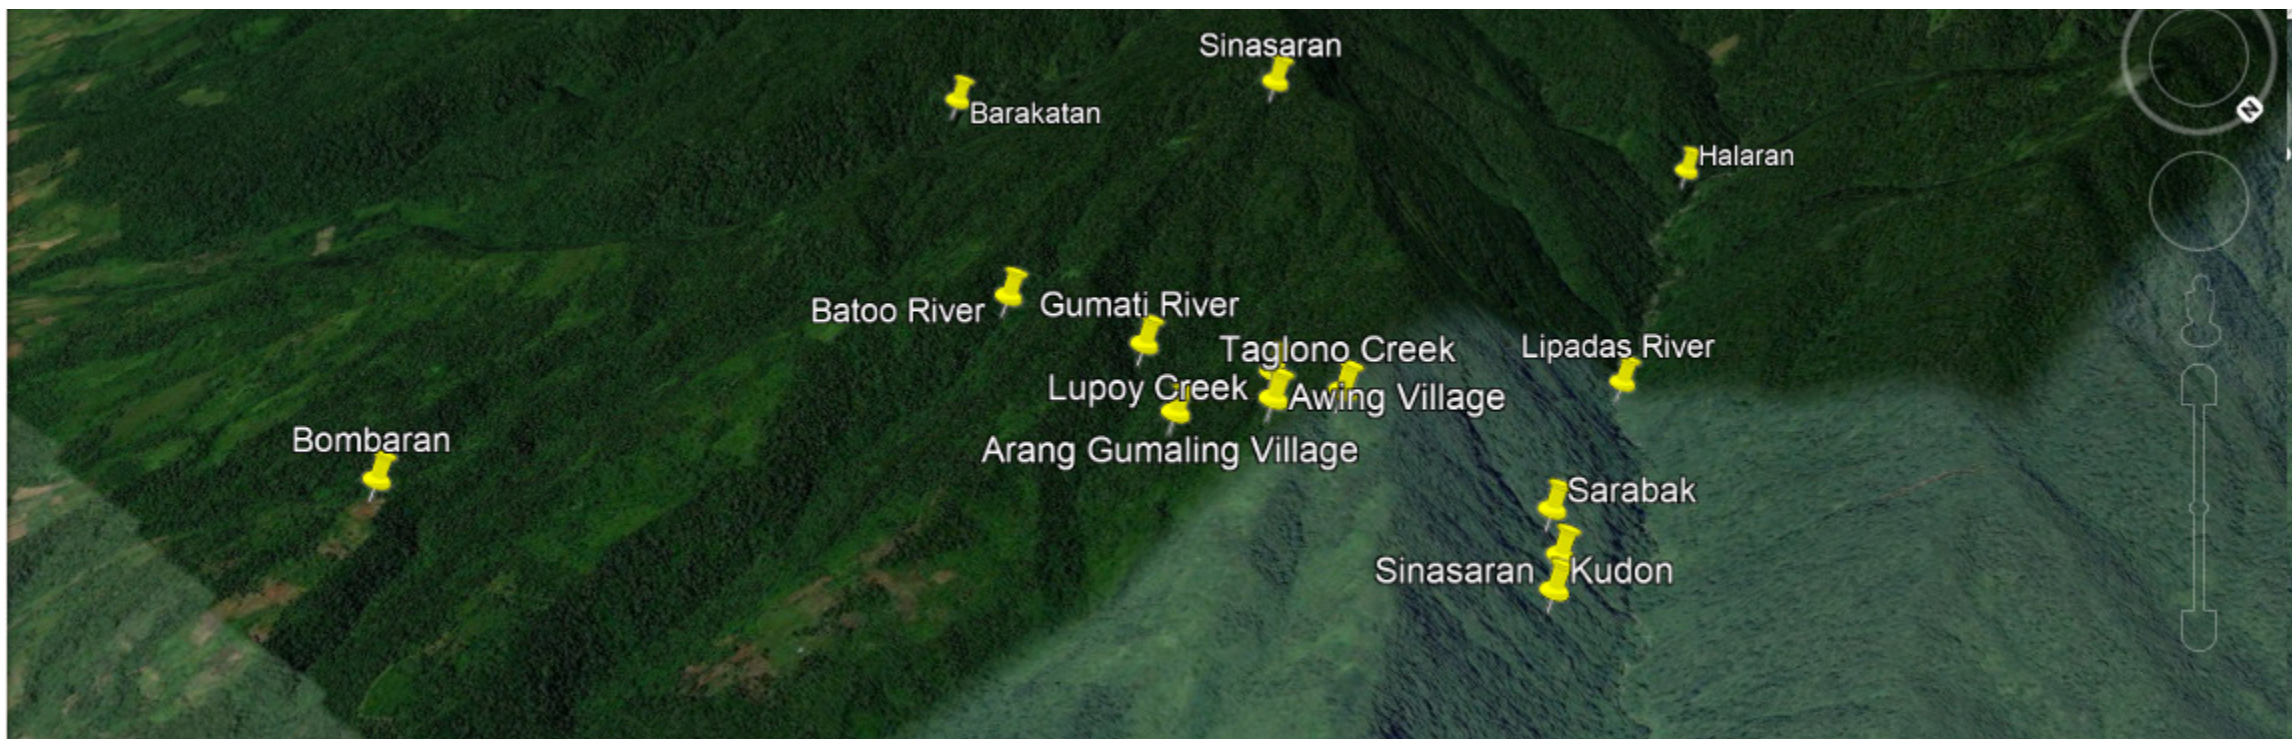 Sinasaran
Barakatan
Halaran
Batoo River
Gumati River
Taglono Creek
Lipadas River
Lupoy Creek
Awing Village
Arang Gumaling Village
Bombaran
Sarabak
Sinasaran
Kudon
N